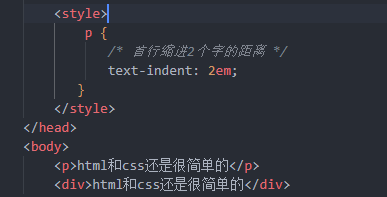 <style>
p {
/* 首行缩进2个字的距离 */
text-indent: 2em;
}
</style>
</head>
<body>
<p>html和css还是很简单的</p>
<div>html和css还是很简单的</div>